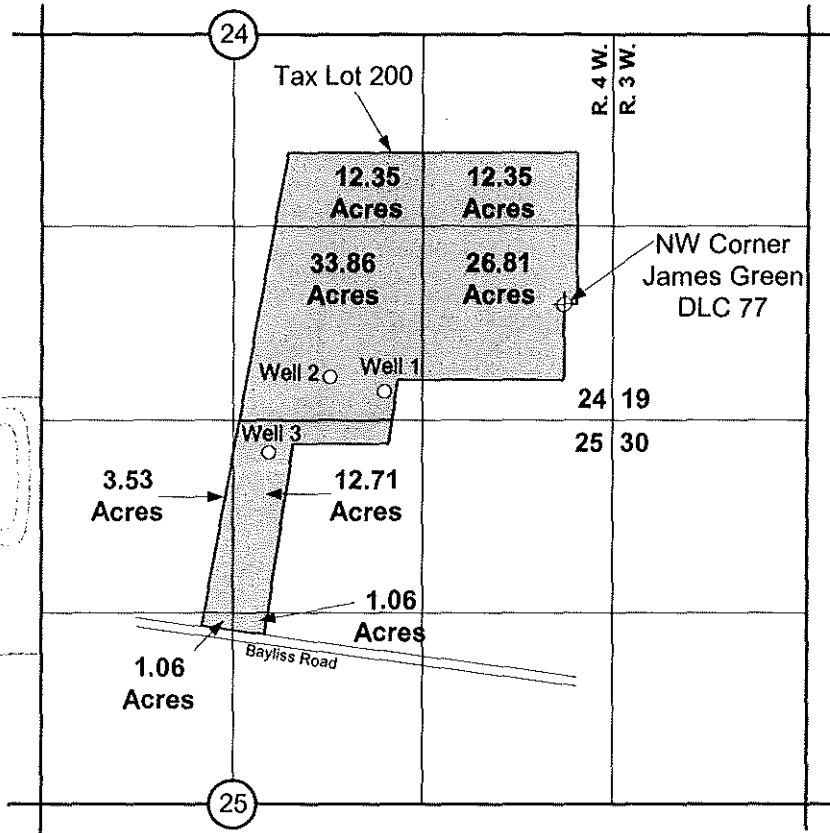 24
R. 4 W.
R. 3 W.
Tax Lot 200
12.35
Acres
12.35
Acres
NW Corner
James Green
DLC 77
33.86
Acres
26.81
Acres
Well 2
Well 1
24
19
Well 3
25
30
3.53
Acres
12.71
Acres
1.06
Acres
Bayliss Road
1.06
Acres
25